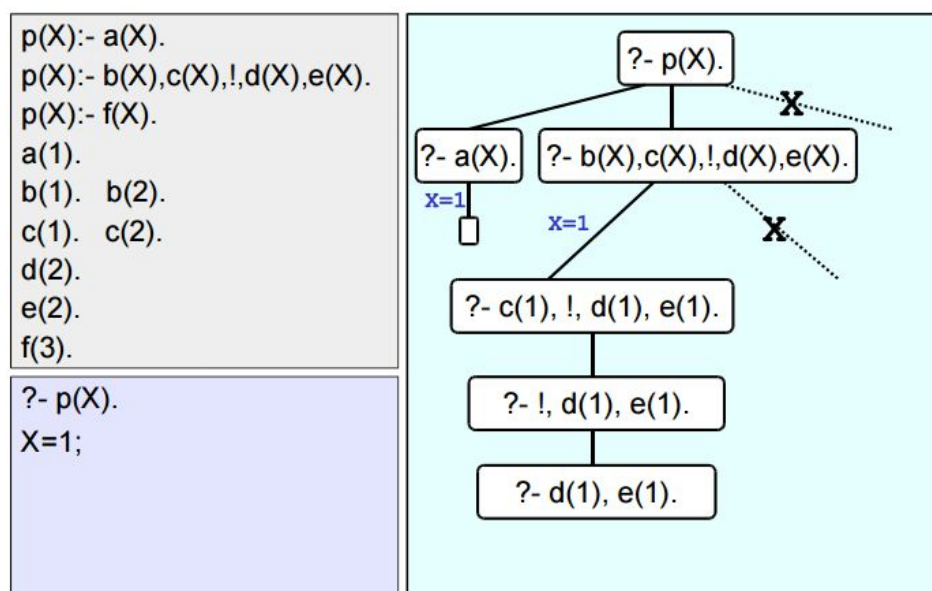 p(X):- a(X).
p(X):- b(X),c(X),!,d(X),e(X).
p(X):- f(X).
a(1).
b(1). b(2).
c(1). c(2).
d(2).
e(2).
f(3).
?- p(X).
X=1;
?- p(X).
X
?- a(X). ?- b(X),c(X),!,d(X),e(X).
X=1
X=1
X
?- c(1), !, d(1), e(1).
?- !, d(1), e(1).
?- d(1), e(1).